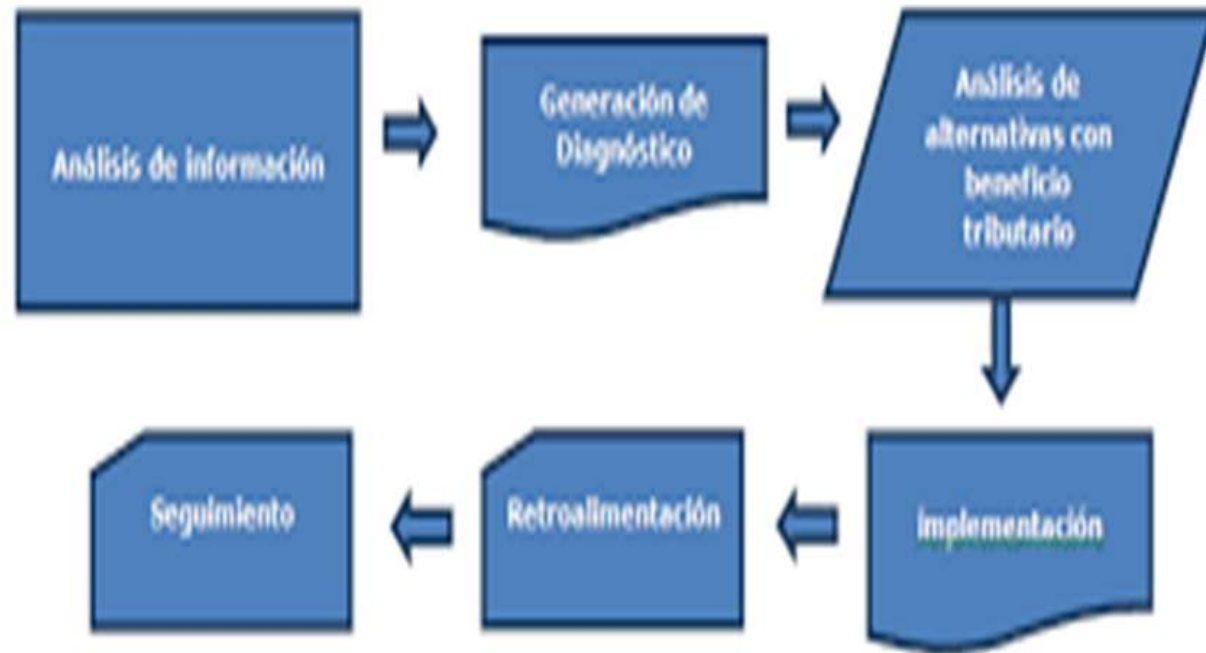 Análisis de información
Generación de
Diagnóstico
Análisis de
alternativas con
beneficio
tributario
implementación
Retroalimentación
Seguimiento